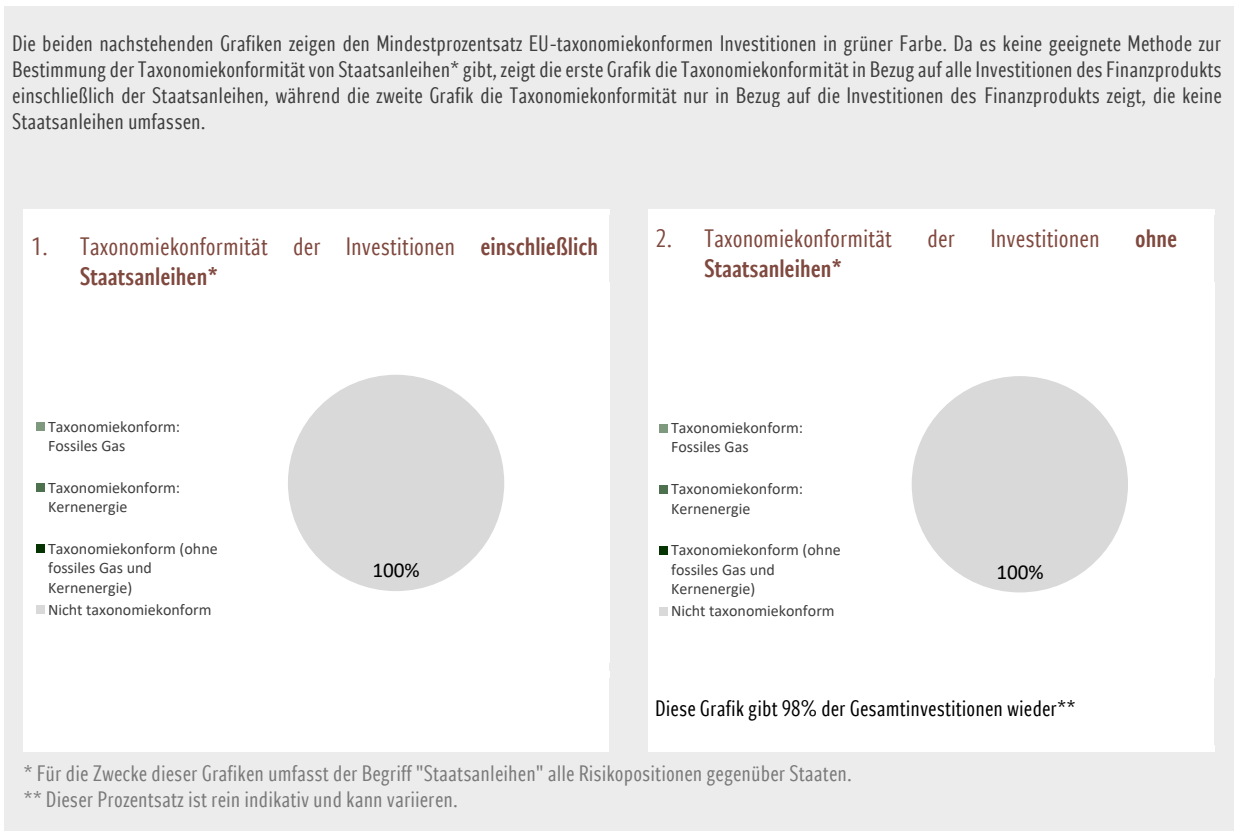 Die beiden nachstehenden Grafiken zeigen den Mindestprozentsatz EU-taxonomiekonformen Investitionen in grüner Farbe. Da es keine geeignete Methode zur
Bestimmung der Taxonomiekonformität von Staatsanleihen* gibt, zeigt die erste Grafik die Taxonomiekonformität in Bezug auf alle Investitionen des Finanzprodukts
einschließlich der Staatsanleihen, während die zweite Grafik die Taxonomiekonformität nur in Bezug auf die Investitionen des Finanzprodukts zeigt, die keine
Staatsanleihen umfassen.
1. Taxonomiekonformität der Investitionen einschließlich
Staatsanleihen*
Taxonomiekonform:
Fossiles Gas
Taxonomiekonform:
Kernenergie
Taxonomiekonform (ohne
fossiles Gas und
Kernenergie)
Nicht taxonomiekonform
100%
2. Taxonomiekonformität der Investitionen ohne
Staatsanleihen*
Taxonomiekonform:
Fossiles Gas
Taxonomiekonform:
Kernenergie
Taxonomiekonform (ohne
fossiles Gas und
Kernenergie)
Nicht taxonomiekonform
100%
Diese Grafik gibt 98% der Gesamtinvestitionen wieder**
* Für die Zwecke dieser Grafiken umfasst der Begriff "Staatsanleihen" alle Risikopositionen gegenüber Staaten.
** Dieser Prozentsatz ist rein indikativ und kann variieren.